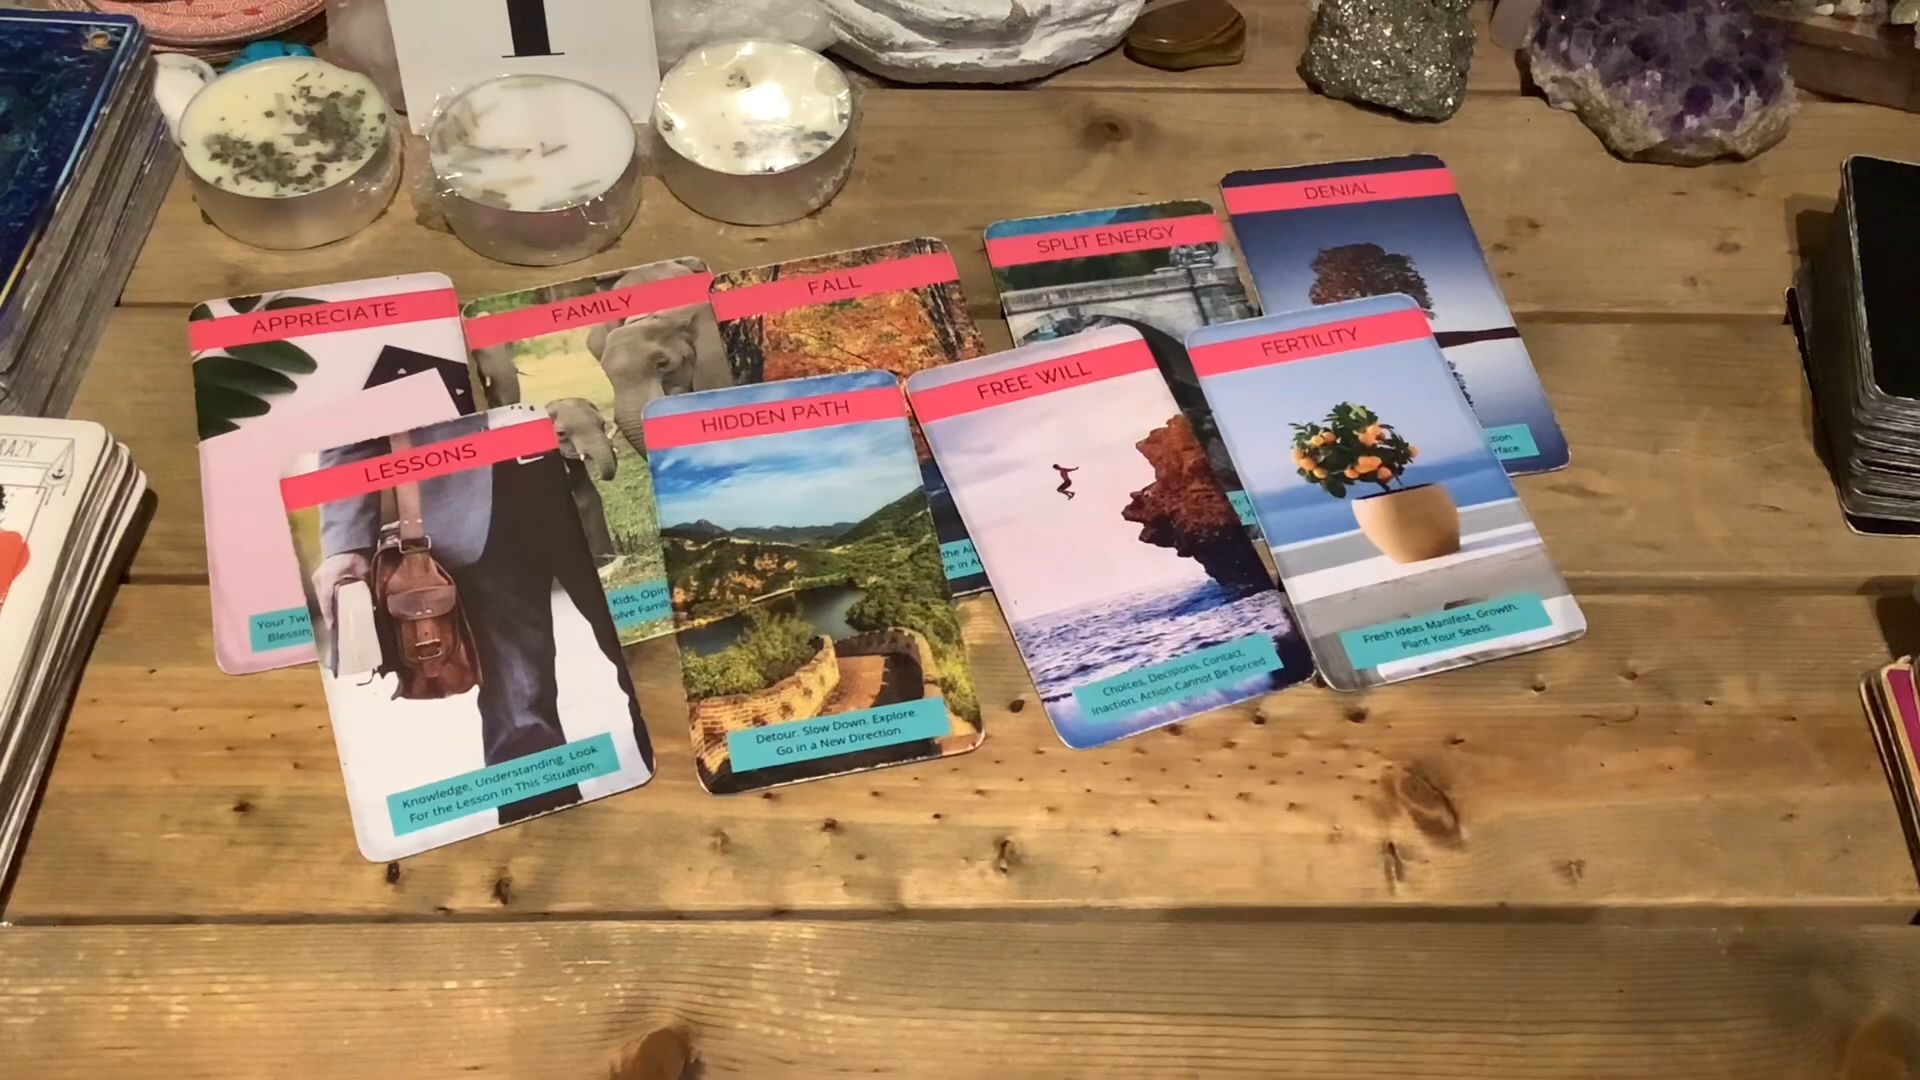 DENIAL
SPLIT ENERGY
FALL
FAMILY
APPRECIATE
FERTILITY
FREE WILL
HIDDEN PATH
LESSONS
Kids,
Your
Fresh Ideas Manifest, Growth.
Plant Your Seeds.
Choices, Decisions, Contact,
Inaction, Action Cannot Be Forced
Detour. Slow Down. Explore.
Go in a New Direction.
Knowledge, Understanding. Look
For the Lesson in This Situation.